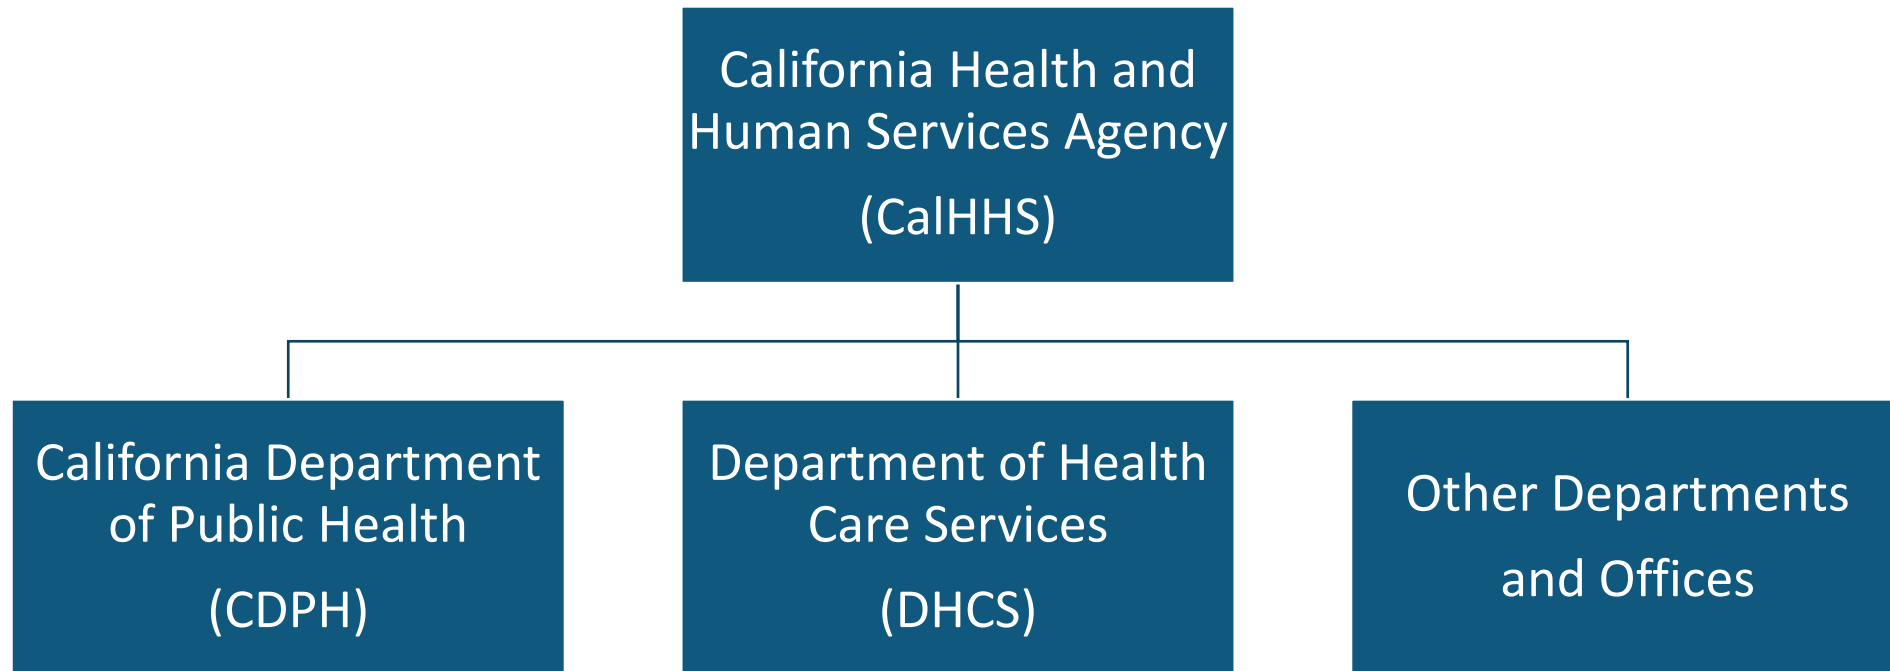 California Health and
Human Services Agency
(CalHHS)
California Department
of Public Health
(CDPH)
Department of Health
Care Services
(DHCS)
Other Departments
and Offices